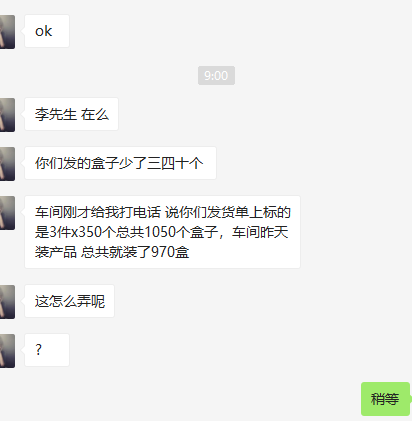 ok
9:00
李先生 在么
你们发的盒子少了三四十个
车间刚才给我打电话 说你们发货单上标的
是3件x350个总共1050个盒子，车间昨天
装产品 总共就装了970盒
这怎么弄呢
?
稍等